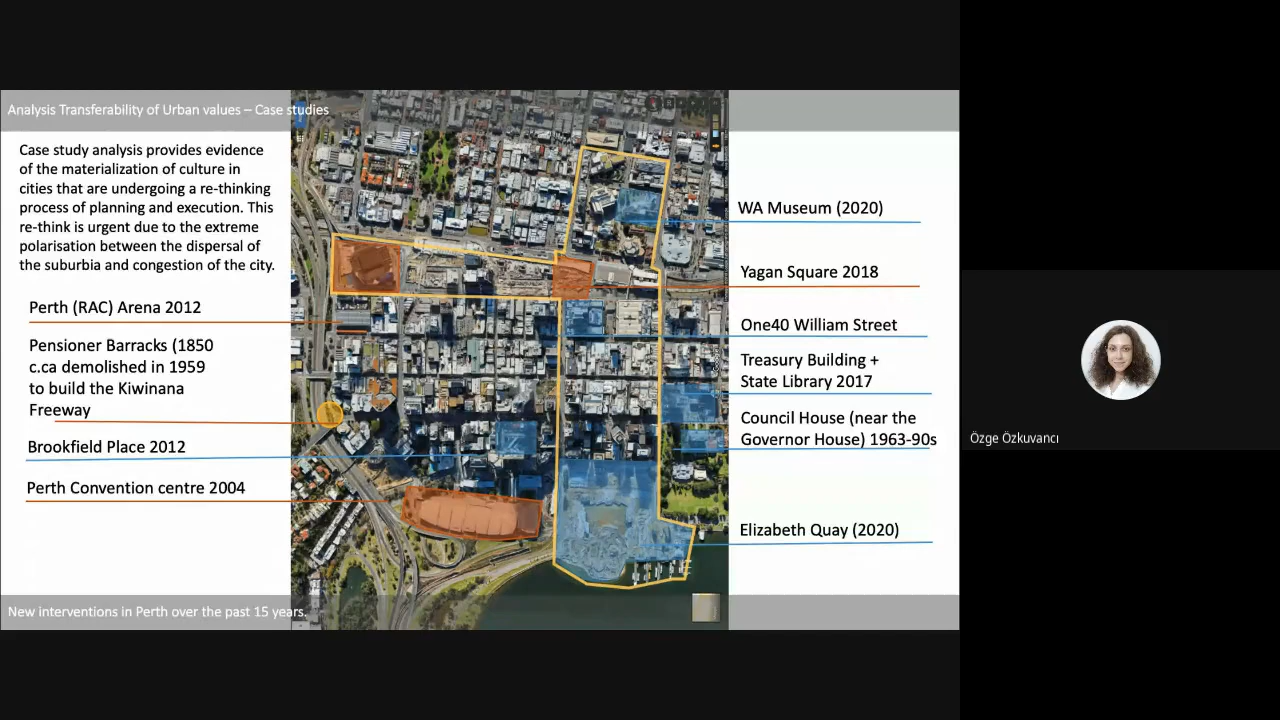 Analysis Transferability of Urban values – Case studies
Case study analysis provides evidence
of the materialization of culture in
cities that are undergoing a re-thinking
process of planning and execution. This
re-think is urgent due to the extreme
polarisation between the dispersal of
the suburbia and congestion of the city.
Perth (RAC) Arena 2012
Pensioner Barracks (1850
c.ca demolished in 1959
to build the Kiwinana
Freeway
Brookfield Place 2012
Perth Convention centre 2004
WA Museum (2020)
Yagan Square 2018
One40 William Street
Treasury Building +
State Library 2017
Council House (near the
Governor House) 1963-90s
Elizabeth Quay (2020)
New interventions in Perth over the past 15 years.
Özge Özkuvancı